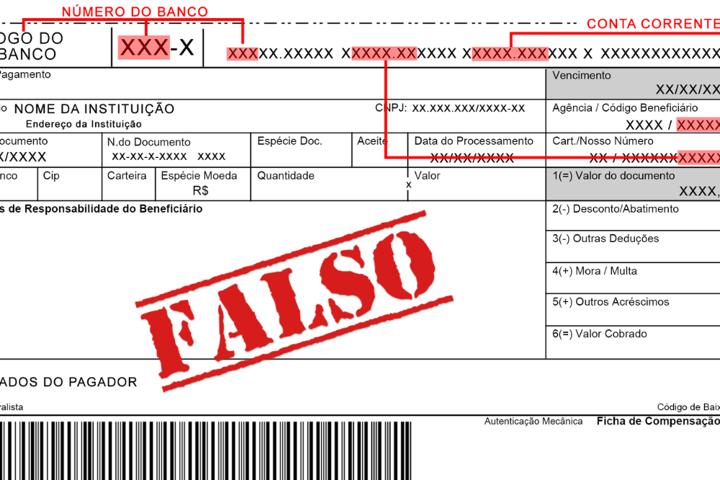 NÚMERO DO BANCO
CONTA CORRENTE
OGO DO
BANCO
XXX-X
XXXXX.XXXXX XXXXX.XXXXXX XXXXX.XXXXXX X XXXXXXXXXXXX
Pagamento
Vencimento
XX/XX/XX
o NOME DA INSTITUIÇÃO
CNPJ: XX.XXX.XXX/XXXX-XX
Endereço da Instituição
Agência / Código Beneficiário
XXXX / XXXXX
ocumento
N.do Documento
Espécie Doc.
Aceite
Data do Processamento
Cart./Nosso Número
X/XXXX
XX-XX-X-XXXX XXXX
XX/XX/XXXX
XX / XXXXXXXXXXX
nco
Cip
Carteira
Espécie Moeda
R$
Quantidade
x
Valor
1(=) Valor do documento
XXXX,
s de Responsabilidade do Beneficiário
2(-) Desconto/Abatimento
3(-) Outras Deduções
4(+) Mora / Multa
5(+) Outros Acréscimos
6(=) Valor Cobrado
FALSO
ADOS DO PAGADOR
valista
Código de Baix
Autenticação Mecânica
Ficha de Compensação